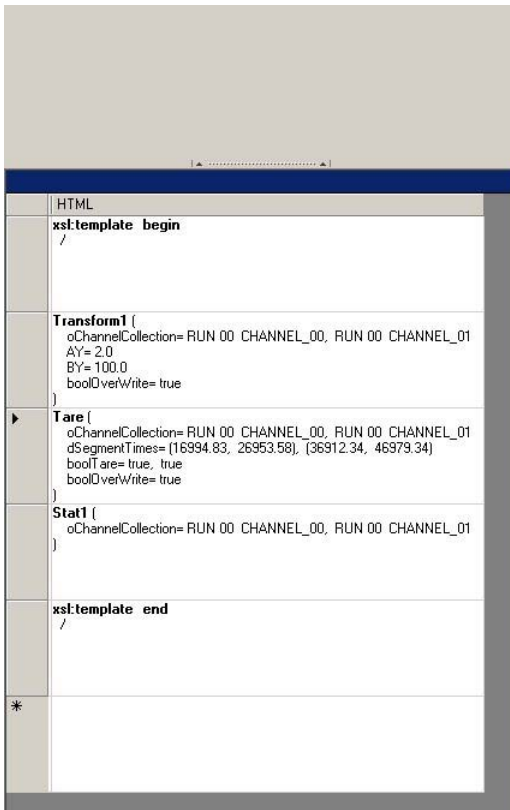 HTML
xsl:template begin
/
Transform1 (
oChannelCollection= RUN 00 CHANNEL_00, RUN 00 CHANNEL_01
AY= 2.0
BY= 100.0
boolOverWrite= true
)
Tare (
oChannelCollection= RUN 00 CHANNEL_00, RUN 00 CHANNEL_01
dSegmentTimes= (16994.83, 26953.58), (36912.34, 46979.34)
boolTare= true, true
boolOverWrite= true
)
Stat1 (
oChannelCollection= RUN 00 CHANNEL_00, RUN 00 CHANNEL_01
)
xsl:template end
/